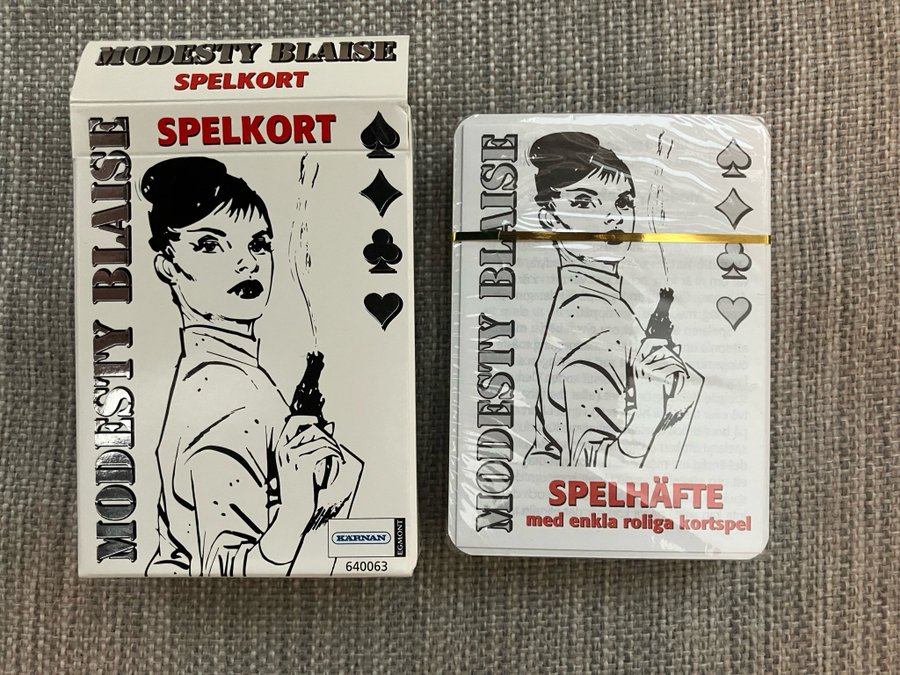 MODESTY BLAISE
SPELKORT
SPELKORT
MODESTY BLAISE
KÄRNAN
EGMONT
640063
MODESTY BLAISE
SPELHÄFTE
med enkla roliga kortspel